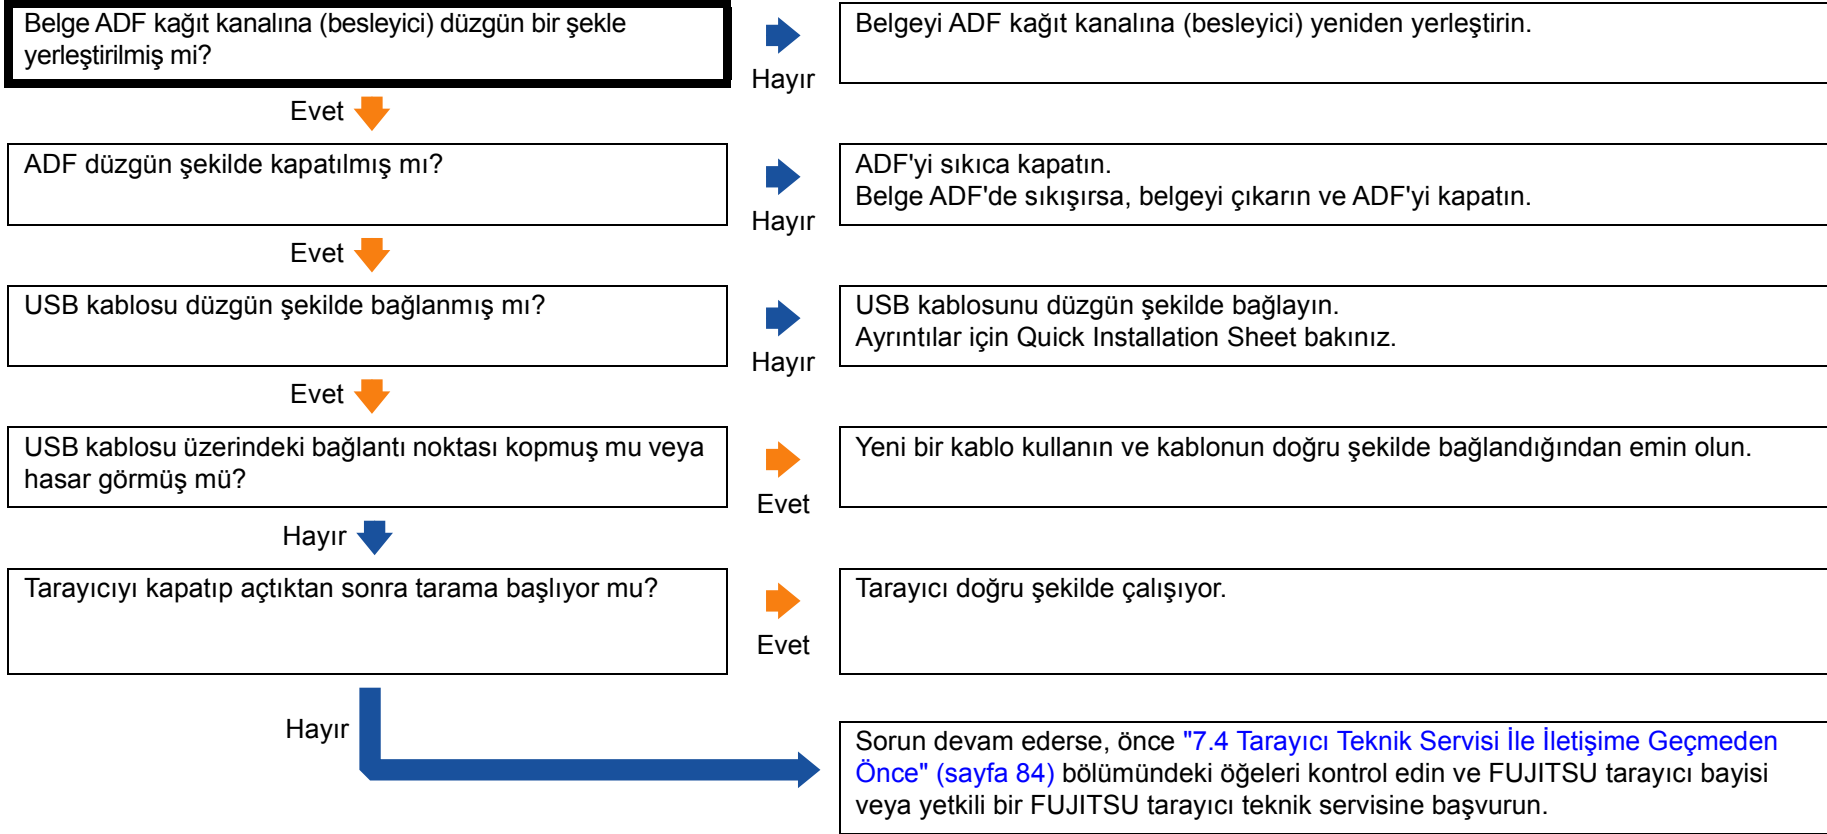 Belge ADF kağıt kanalına (besleyici) düzgün bir şekle
yerleştirilmiş mi?
Hayır
Belgeyi ADF kağıt kanalına (besleyici) yeniden yerleştirin.
Evet
ADF düzgün şekilde kapatılmış mı?
Hayır
ADF'yi sıkıca kapatın.
Belge ADF'de sıkışırsa, belgeyi çıkarın ve ADF'yi kapatın.
Evet
USB kablosu düzgün şekilde bağlanmış mı?
Hayır
USB kablosunu düzgün şekilde bağlayın.
Ayrıntılar için Quick Installation Sheet bakınız.
Evet
USB kablosu üzerindeki bağlantı noktası kopmuş mu veya
hasar görmüş mü?
Evet
Yeni bir kablo kullanın ve kablonun doğru şekilde bağlandığından emin olun.
Hayır
Tarayıcıyı kapatıp açtıktan sonra tarama başlıyor mu?
Evet
Tarayıcı doğru şekilde çalışıyor.
Hayır
Sorun devam ederse, önce "7.4 Tarayıcı Teknik Servisi İle İletişime Geçmeden
Önce" (sayfa 84) bölümündeki öğeleri kontrol edin ve FUJITSU tarayıcı bayisi
veya yetkili bir FUJITSU tarayıcı teknik servisine başvurun.